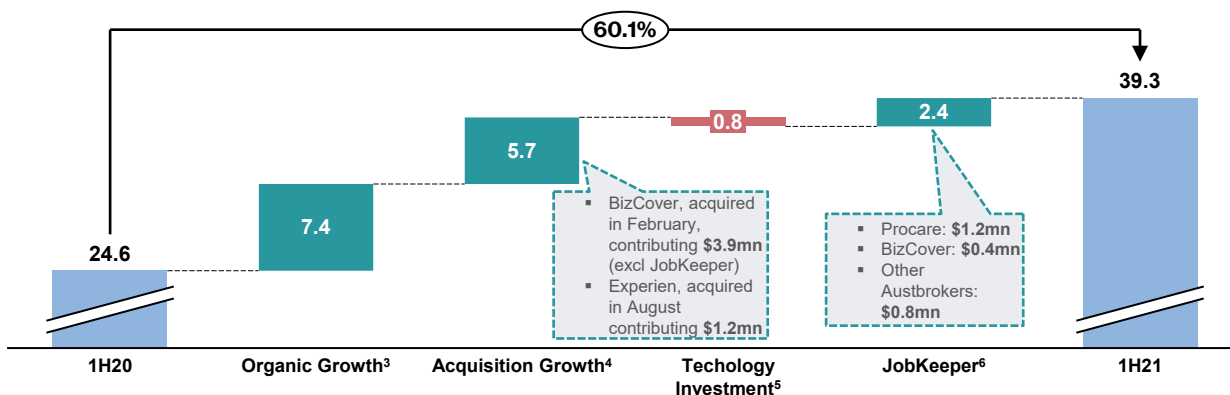 60.1%
39.3
2.4
0.8
5.7
7.4
24.6
▪ BizCover, acquired
in February,
contributing $3.9mn
(excl JobKeeper)
▪ Experien, acquired
in August
contributing $1.2mn
▪ Procare: $1.2mn
▪ BizCover: $0.4mn
▪ Other
Austbrokers:
$0.8mn
1H20
Organic Growth³
Acquisition Growth⁴
Techology
Investment⁵
JobKeeper⁶
1H21